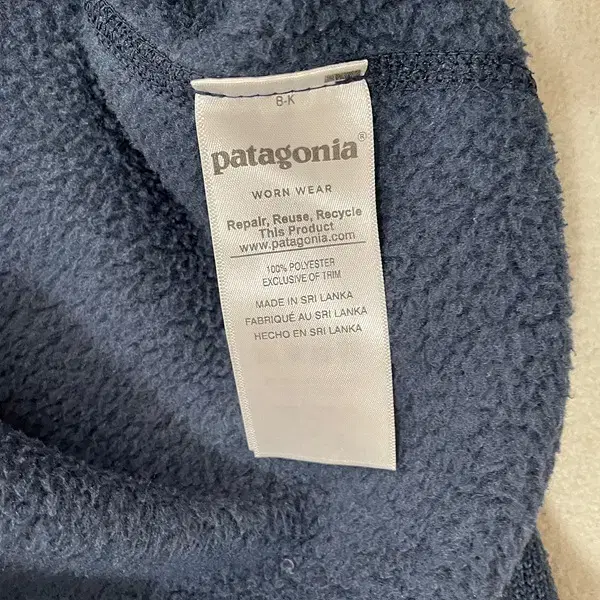 8-K
patagonia®
WORN WEAR
Repair, Reuse, Recycle
This Product
www.patagonia.com
100% POLYESTER
EXCLUSIVE OF TRIM
MADE IN SRI LANKA
FABRIQUÉ AU SRI LANKA
HECHO EN SRI LANKA